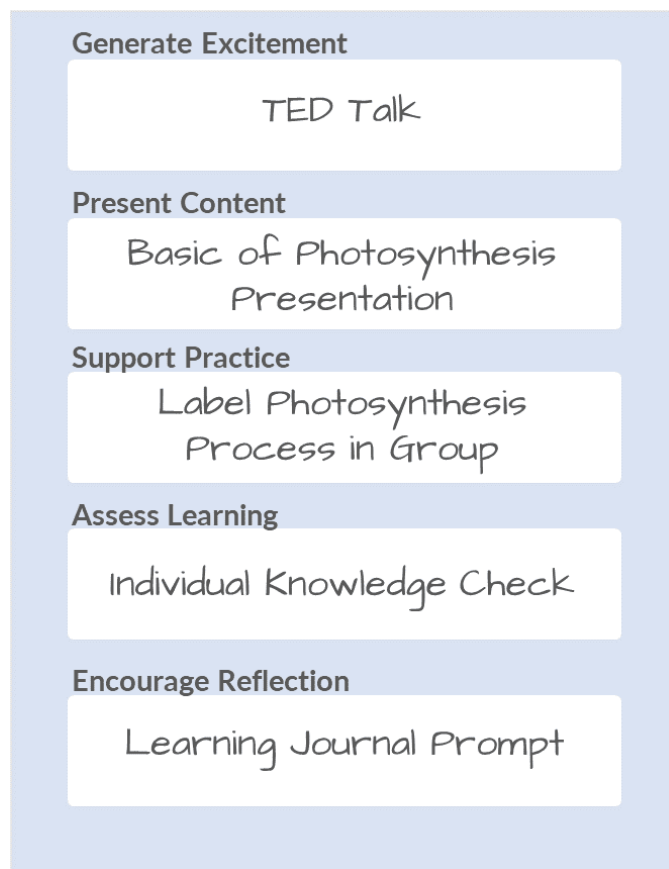 Generate Excitement
TED Talk
Present Content
Basic of Photosynthesis
Presentation
Support Practice
Label Photosynthesis
Process in Group
Assess Learning
Individual Knowledge Check
Encourage Reflection
Learning Journal Prompt